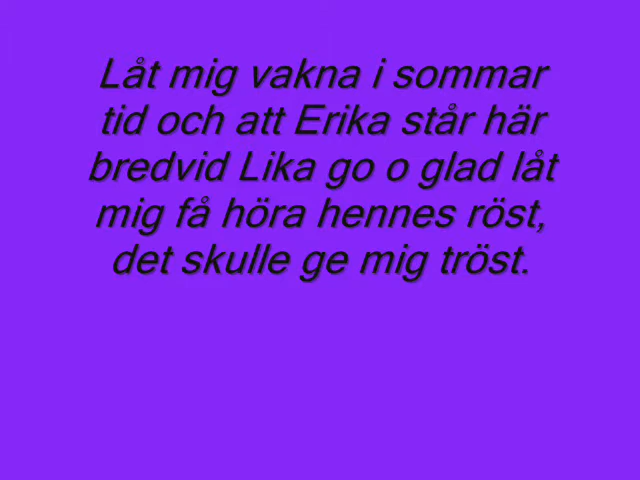 Låt mig vakna i sommar
tid och att Erika står här
bredvid Lika go o glad låt
mig få höra hennes röst,
det skulle ge mig tröst.